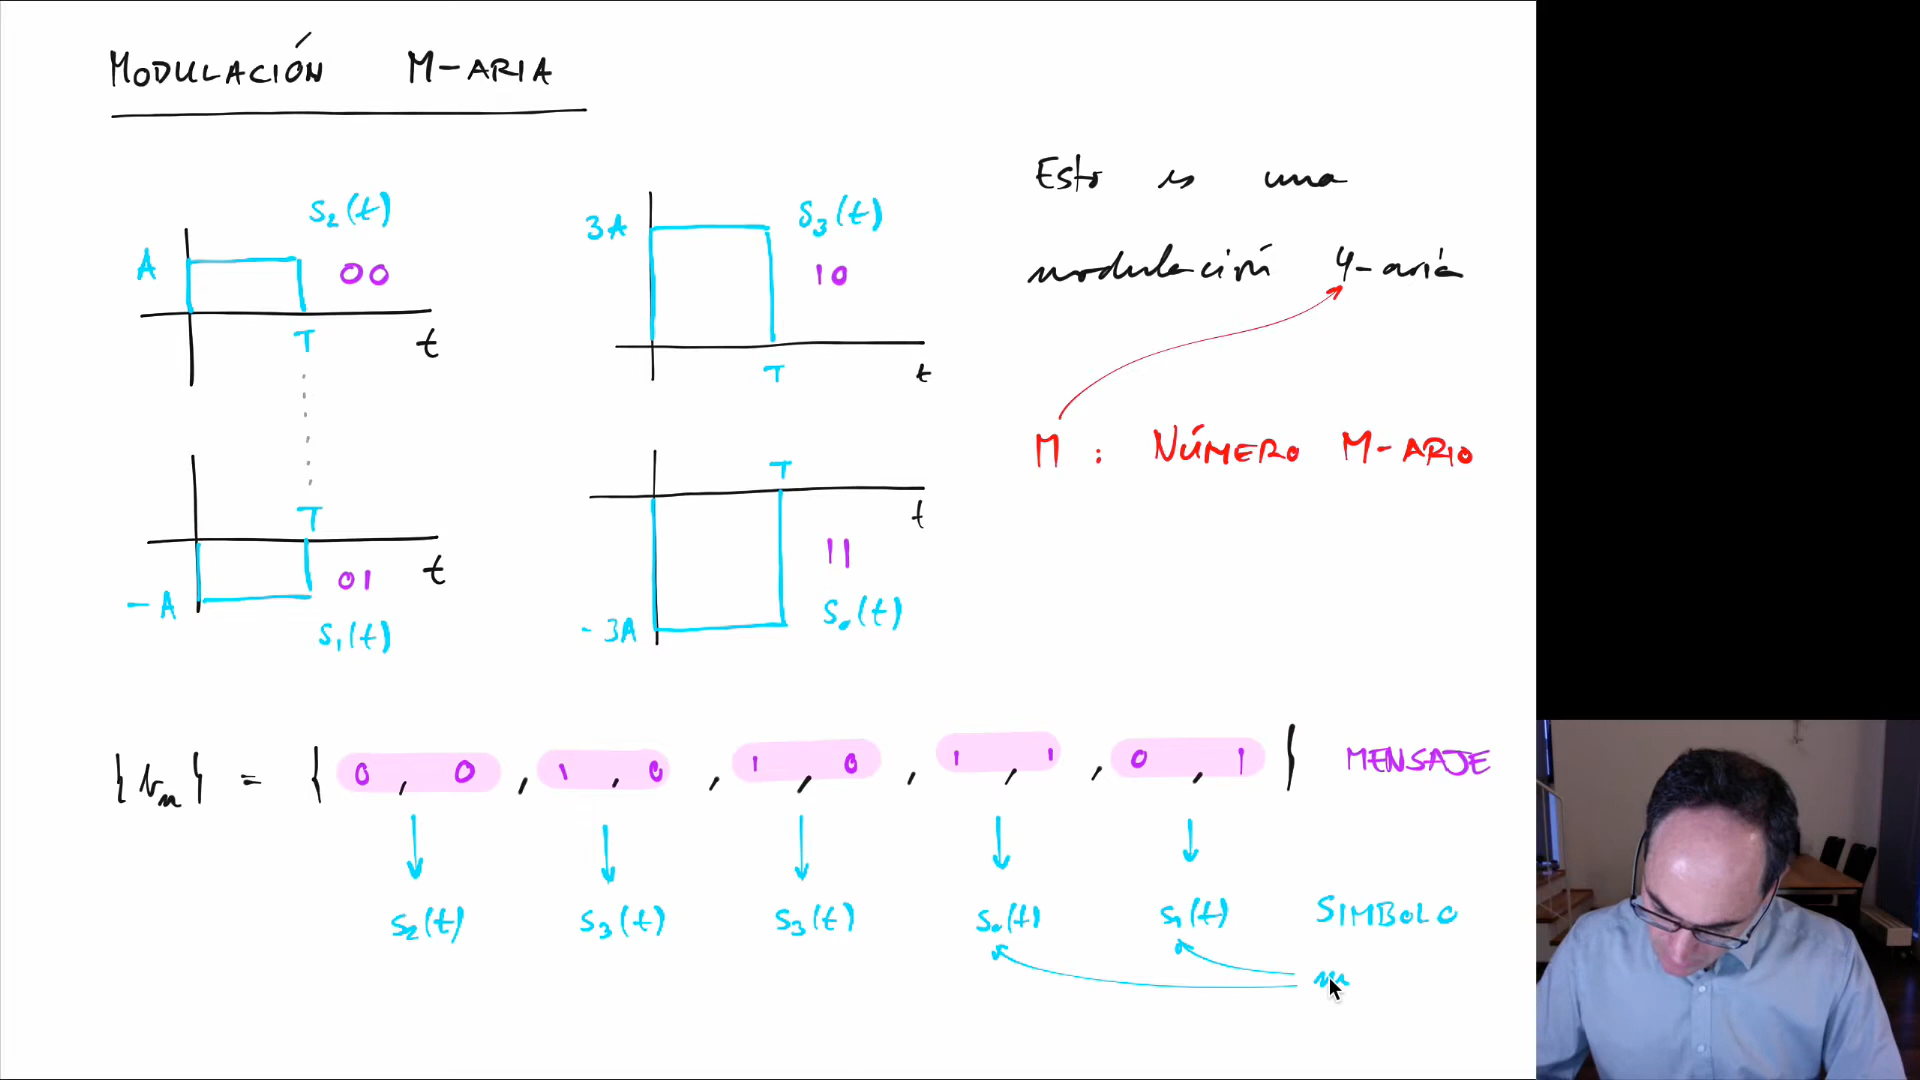 MODULACIÓN M-ARIA
S₂(t)
A
00
T
t
3A
S₃(t)
10
T
t
Esto es una
modulación 4-aria
M : NÚMERO M-ARIO
T
t
01
-A
S₁(t)
T
t
11
-3A
S₀(t)
{bₙ} = { 0 , 0 , 1 , 0 , 1 , 0 , 1 , 1 , 0 , 1 } MENSAJE
S₂(t) S₃(t) S₃(t) S₀(t) S₁(t) SIMBOLO